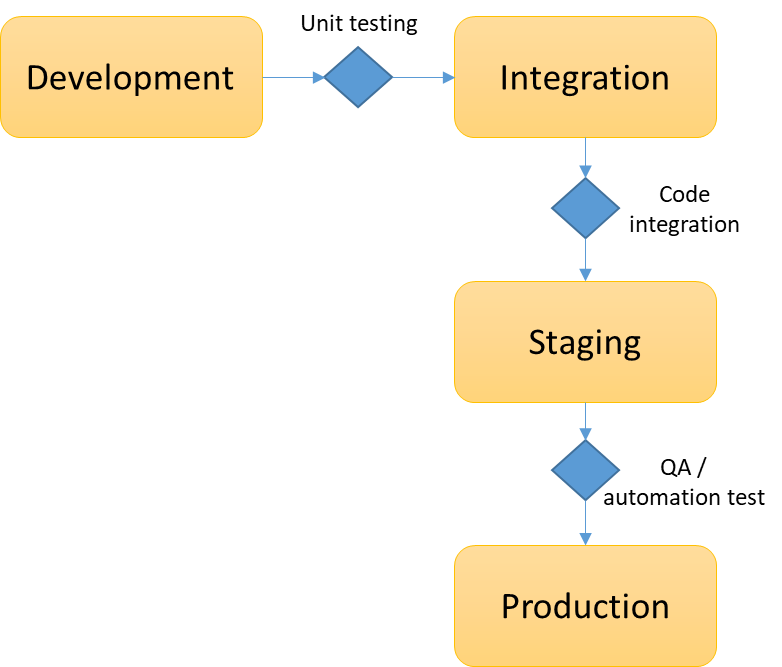 Unit testing
Development
Integration
Code
integration
Staging
QA /
automation test
Production